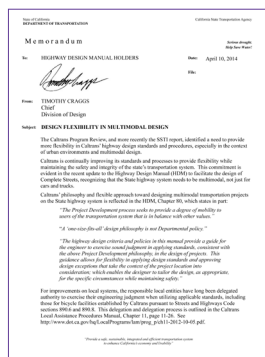 State of California
California State Transportation Agency
DEPARTMENT OF TRANSPORTATION
Memorandum
Serious drought.
Help Save Water!
To: HIGHWAY DESIGN MANUAL HOLDERS
Date: April 10, 2014
File:
From: TIMOTHY CRAGGS
Chief
Division of Design
Subject: DESIGN FLEXIBILITY IN MULTIMODAL DESIGN
The Caltrans Program Review, and more recently the SSTI report, identified a need to provide
more flexibility in Caltrans' highway design standards and procedures, especially in the context
of urban environments and multimodal design.
Caltrans is continually improving its standards and processes to provide flexibility while
maintaining the safety and integrity of the state's transportation system. This commitment is
evident in the recent update to the Highway Design Manual (HDM) to facilitate the design of
Complete Streets, recognizing that the State highway system needs to be multimodal, not just for
cars and trucks.
Caltrans' philosophy and flexible approach toward designing multimodal transportation projects
on the State highway system is reflected in the HDM, Chapter 80, which states in part:
"The Project Development process seeks to provide a degree of mobility to
users of the transportation system that is in balance with other values."
"A 'one-size-fits-all' design philosophy is not Departmental policy."
"The highway design criteria and policies in this manual provide a guide for
the engineer to exercise sound judgment in applying standards, consistent with
the above Project Development philosophy, in the design of projects. This
guidance allows for flexibility in applying design standards and approving
design exceptions that take the context of the project location into
consideration; which enables the designer to tailor the design, as appropriate,
for the specific circumstances while maintaining safety."
For improvements on local systems, the responsible local entities have long been delegated
authority to exercise their engineering judgment when utilizing applicable standards, including
those for bicycle facilities established by Caltrans pursuant to Streets and Highways Code
sections 890.6 and 890.8. This delegation and delegation process is outlined in the Caltrans
Local Assistance Procedures Manual, Chapter 11, page 11-26. See
http://www.dot.ca.gov/hq/LocalPrograms/lam/prog_p/ch11-2012-10-05.pdf.
"Provide a safe, sustainable, integrated and efficient transportation system
to enhance California's economy and livability"